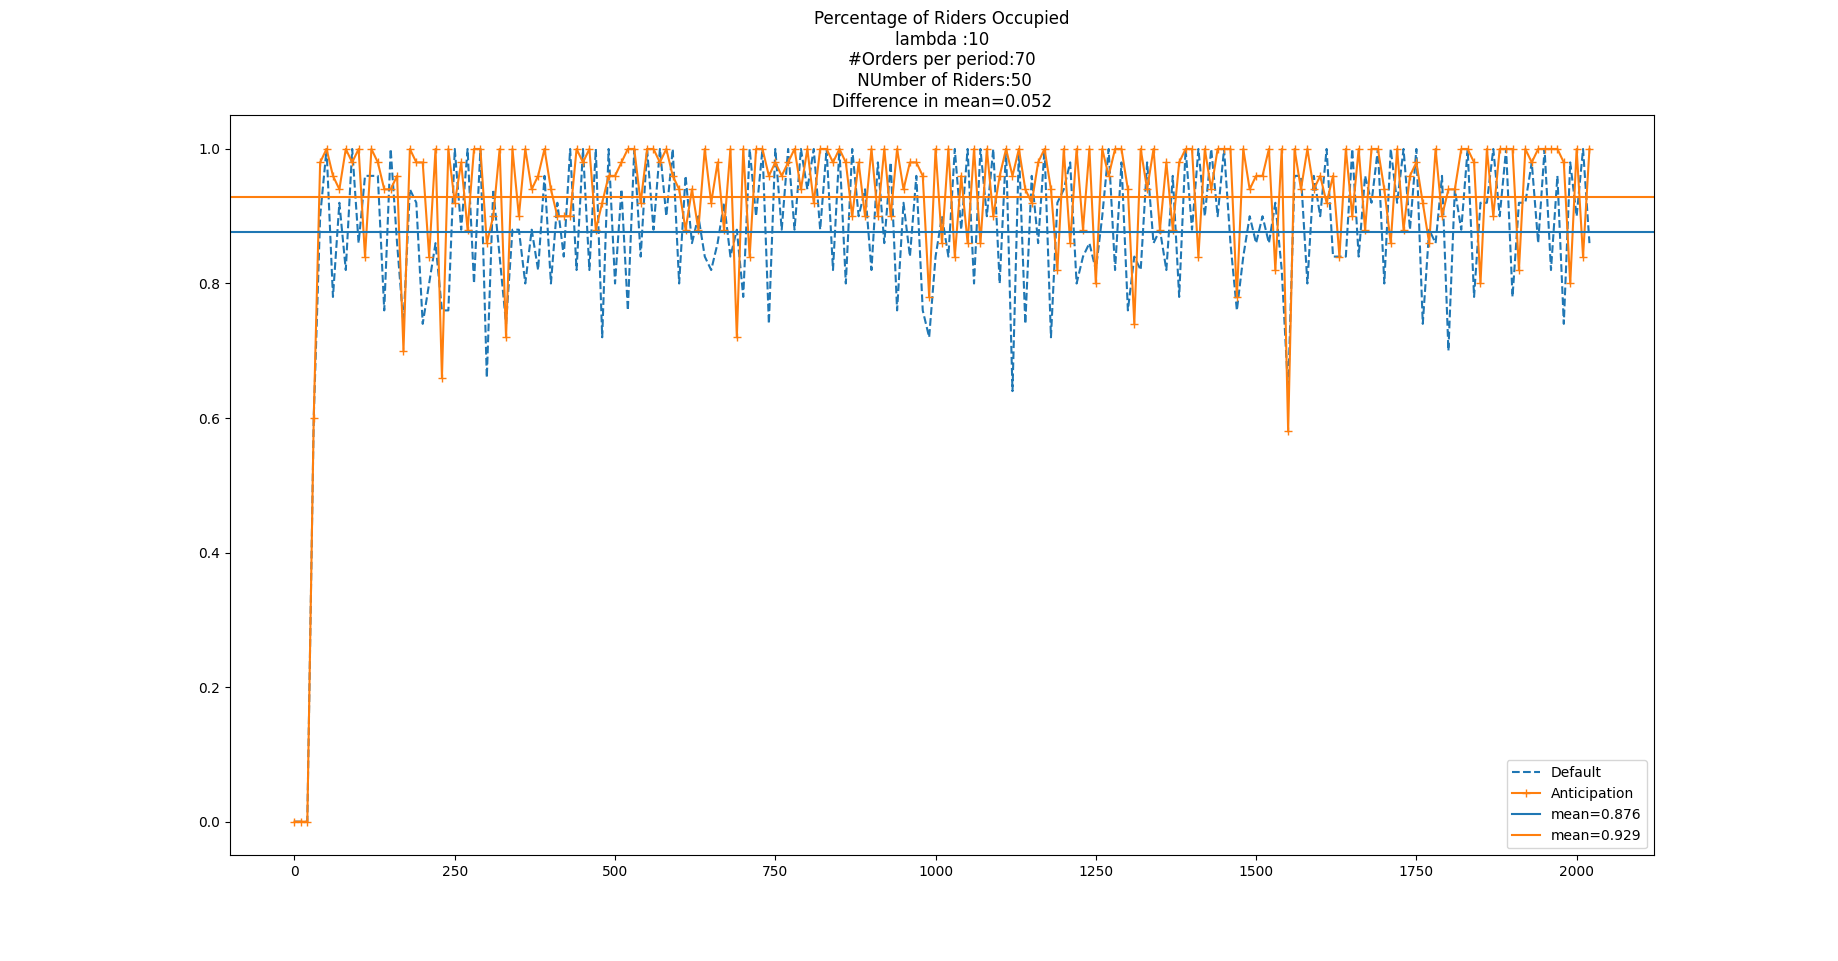 Percentage of Riders Occupied
lambda :10
#Orders per period:70
NUmber of Riders:50
Difference in mean=0.052
1.0
0.8
0.6
0.4
0.2
0.0
0 250 500 750 1000 1250 1500 1750 2000
Default
Anticipation
mean=0.876
mean=0.929